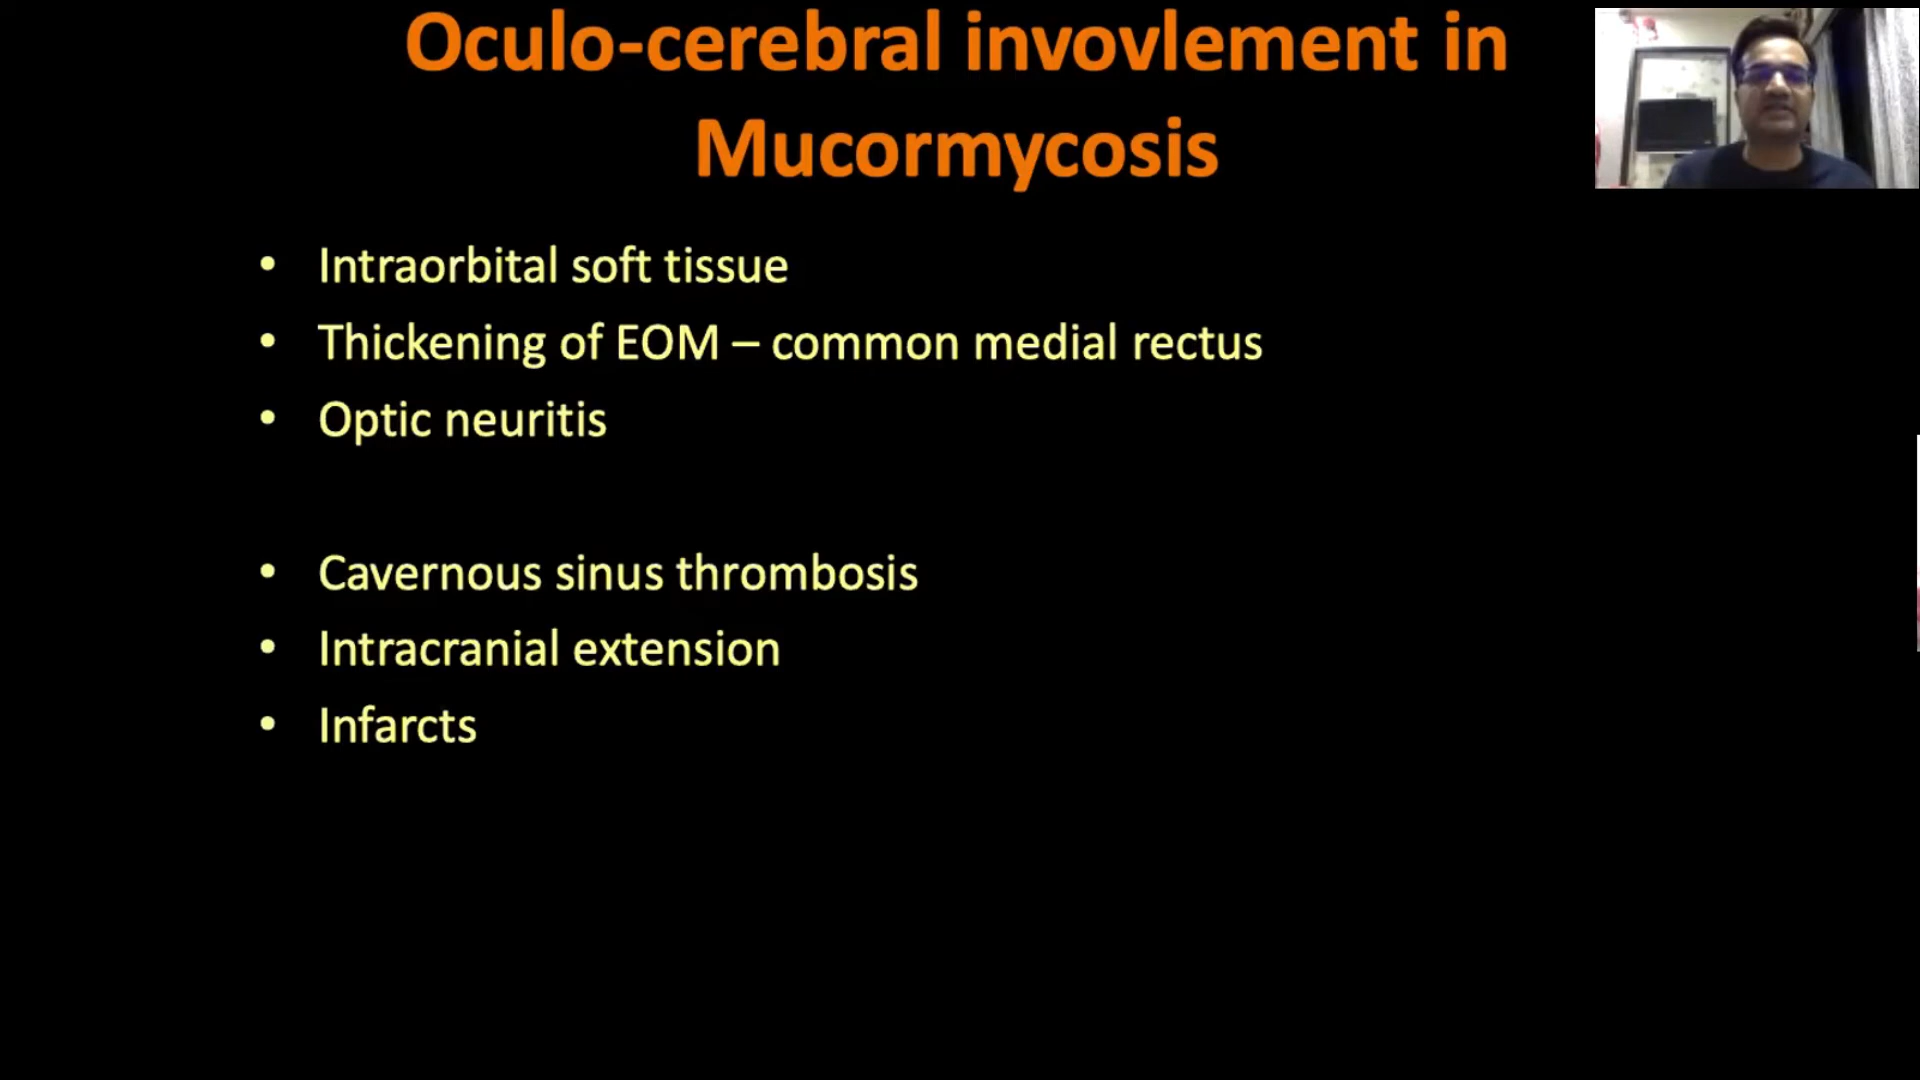 Oculo-cerebral invovlement in
Mucormycosis
• Intraorbital soft tissue
• Thickening of EOM – common medial rectus
• Optic neuritis
• Cavernous sinus thrombosis
• Intracranial extension
• Infarcts